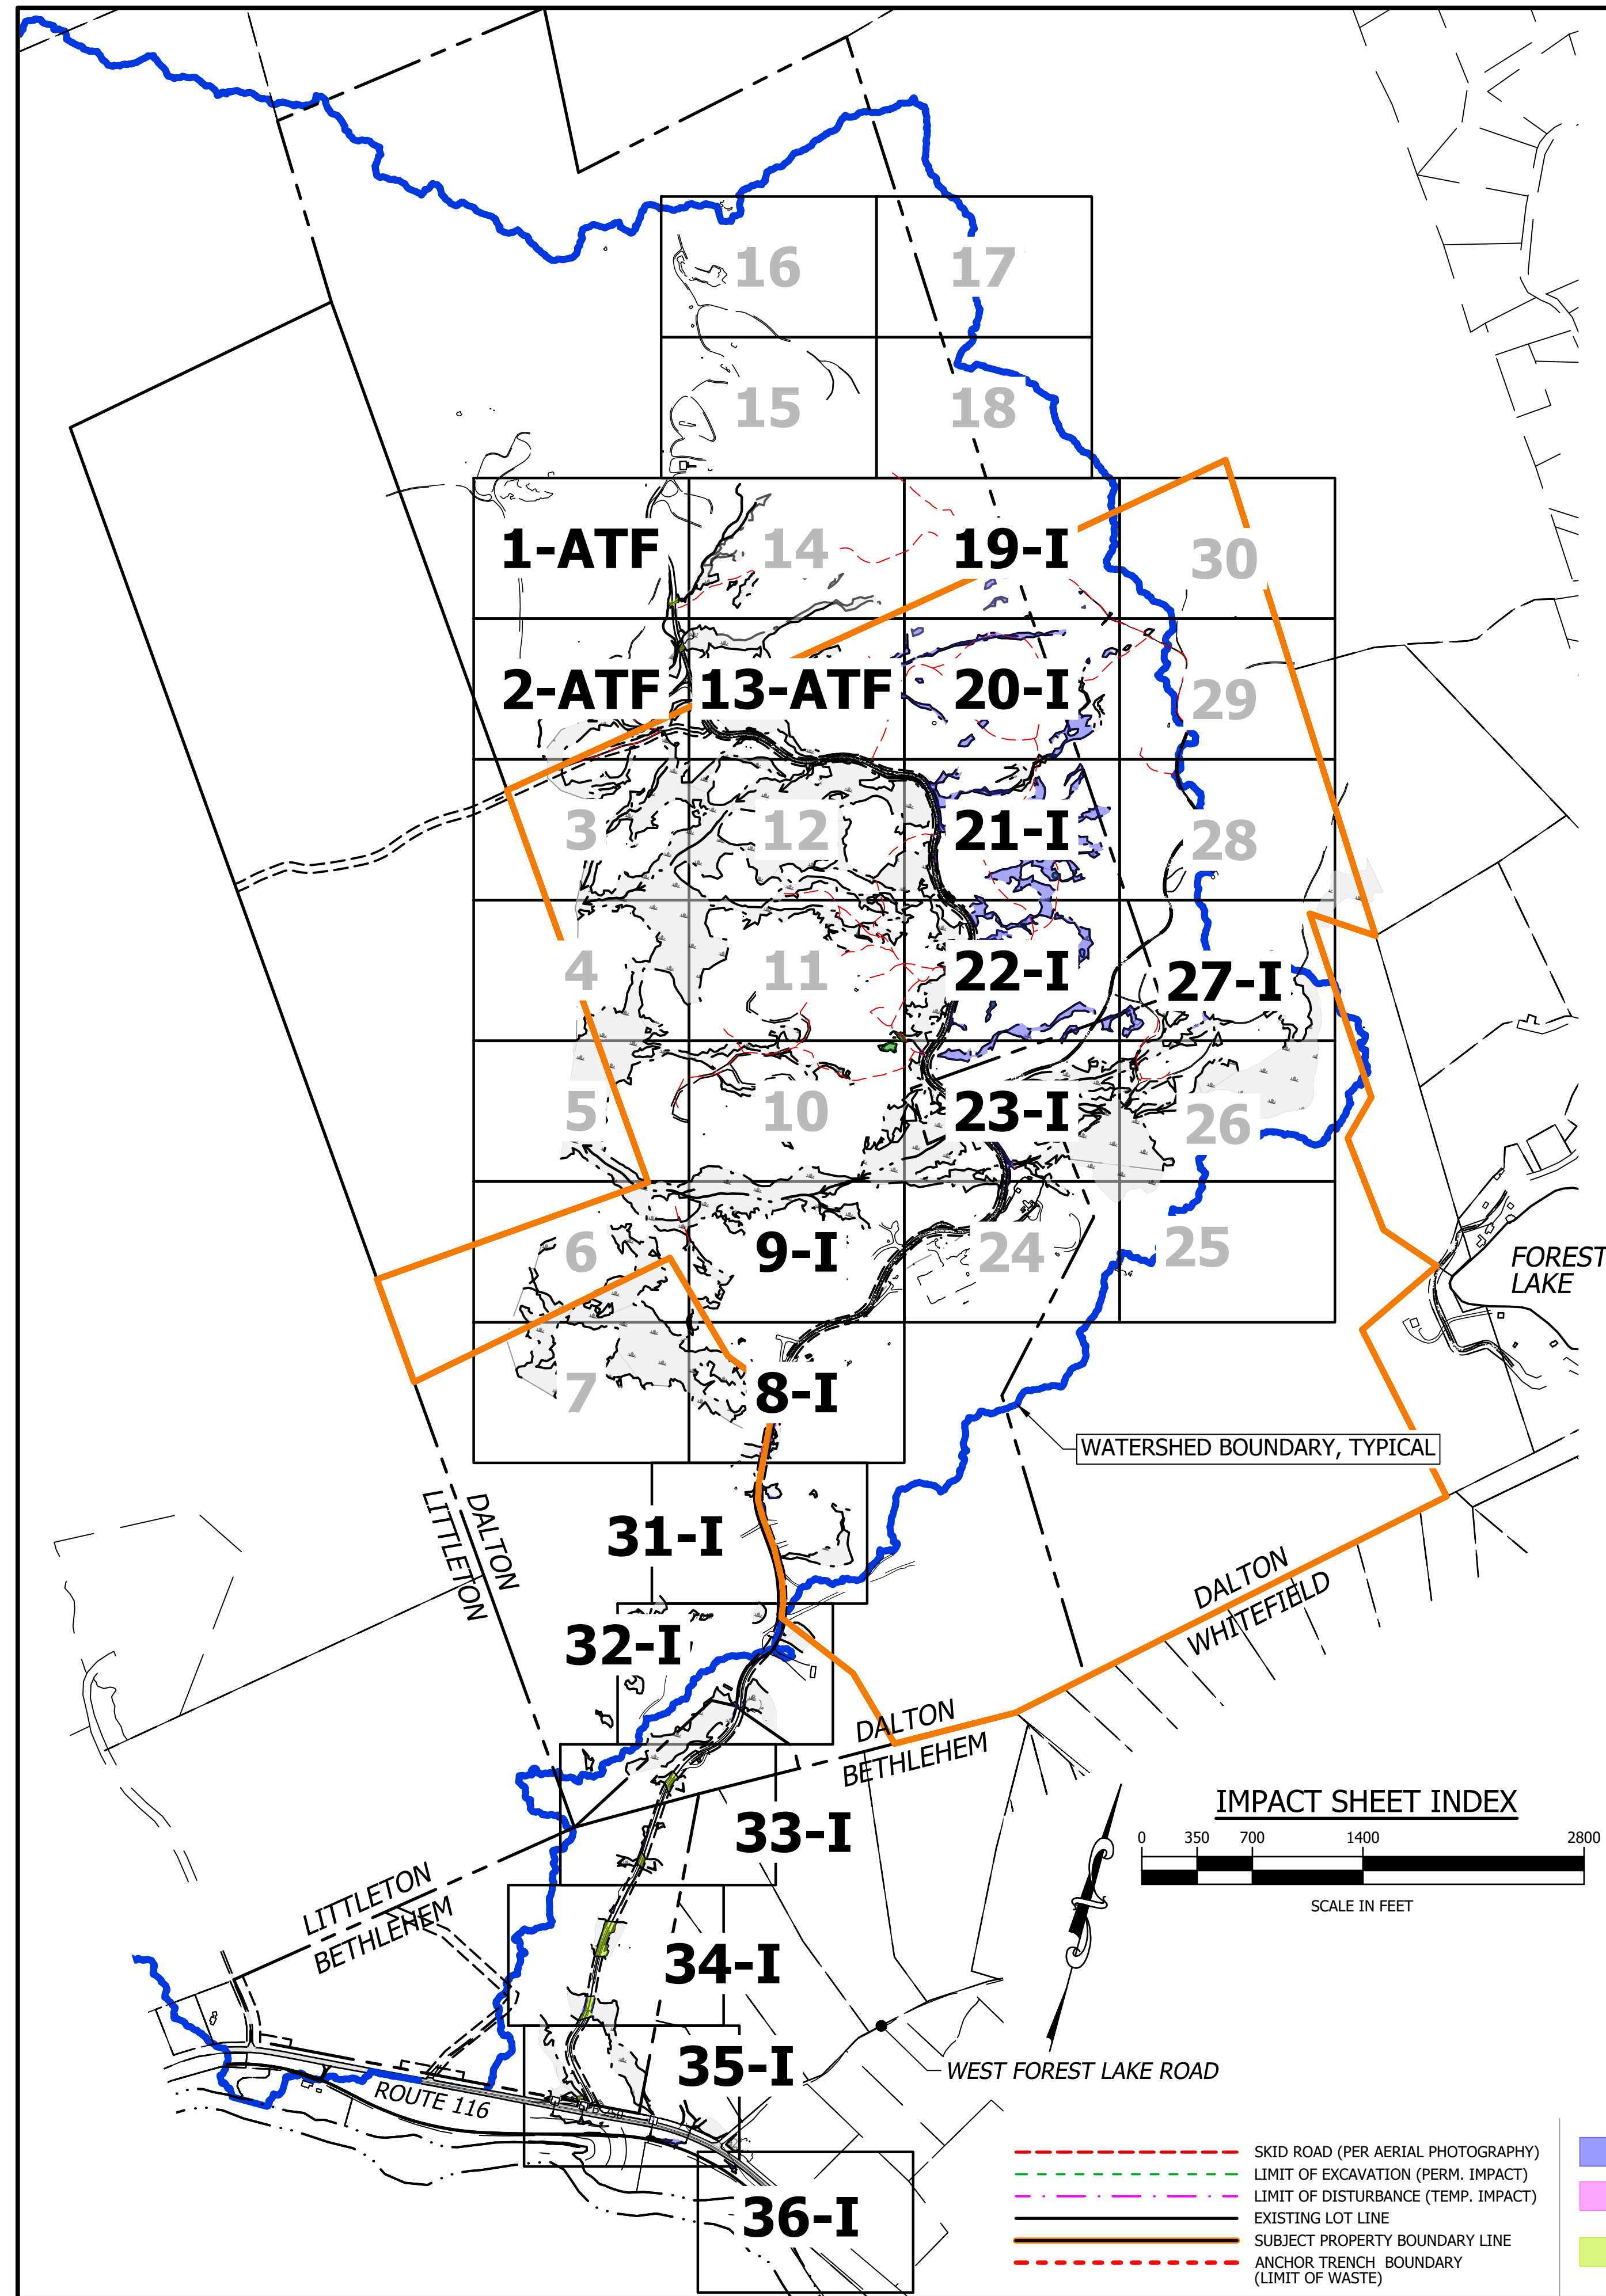 16
17
15
18
1-ATF
14
19-I
30
2-ATF
13-ATF
20-I
29
3
12
21-I
28
4
11
22-I
27-I
5
10
23-I
26
6
9-I
24
25
FOREST
LAKE
7
8-I
WATERSHED BOUNDARY, TYPICAL
DALTON
LITTLETON
31-I
DALTON
WHITEFIELD
32-I
DALTON
BETHLEHEM
33-I
IMPACT SHEET INDEX
0 350 700 1400 2800
SCALE IN FEET
LITTLETON
BETHLEHEM
34-I
35-I
WEST FOREST LAKE ROAD
ROUTE 116
36-I
SKID ROAD (PER AERIAL PHOTOGRAPHY)
LIMIT OF EXCAVATION (PERM. IMPACT)
LIMIT OF DISTURBANCE (TEMP. IMPACT)
EXISTING LOT LINE
SUBJECT PROPERTY BOUNDARY LINE
ANCHOR TRENCH BOUNDARY
(LIMIT OF WASTE)